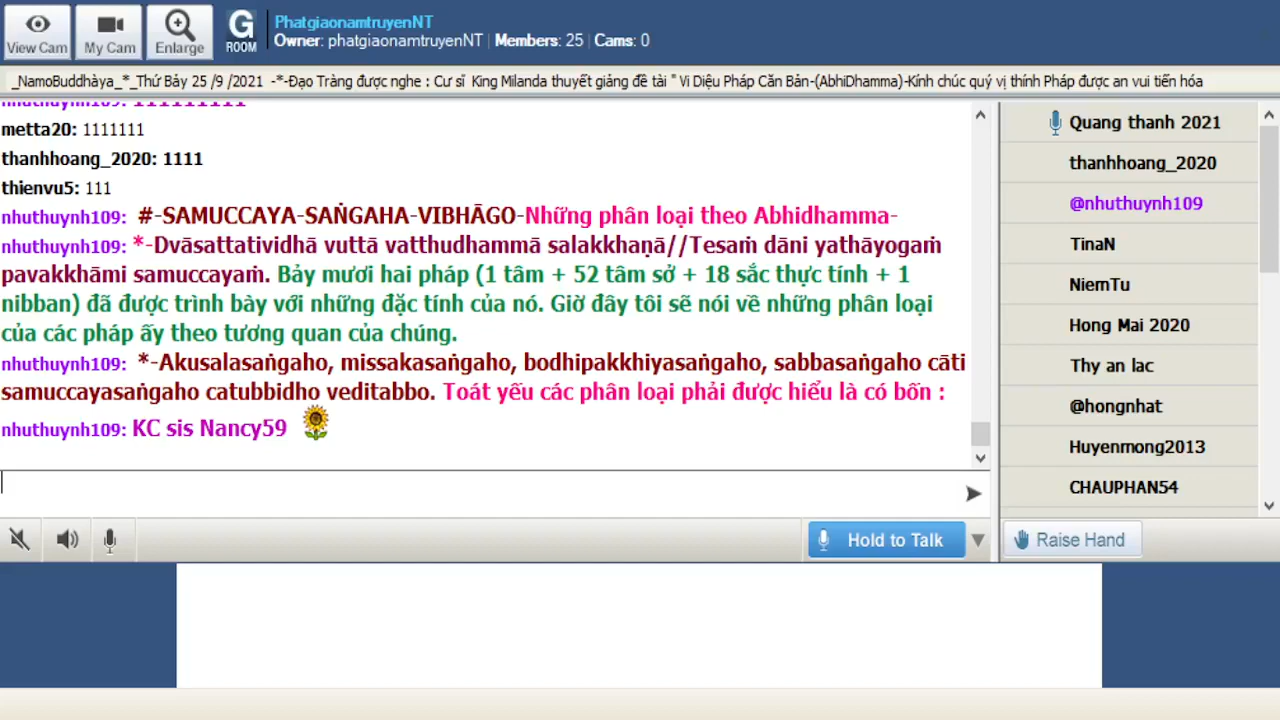 View Cam
My Cam
Enlarge
G
ROOM
PhatgiaonamtruyenNT
Owner: phatgiaonamtruyenNT | Members: 25 | Cams: 0
_NamoBuddhàya_*_Thứ Bảy 25 /9 /2021 -*-Đạo Tràng được nghe : Cư sĩ King Milanda thuyết giảng đề tài " Vi Diệu Pháp Căn Bản-(AbhiDhamma)-Kính chúc quý vị thính Pháp được an vui tiến hóa
nhuthuynh109: 111111111
metta20: 1111111
thanhhoang_2020: 1111
thienvu5: 111
nhuthuynh109: #-SAMUCCAYA-SAṄGAHA-VIBHĀGO-Những phân loại theo Abhidhamma-
nhuthuynh109: *-Dvāsattatividhā vuttā vatthudhammā salakkhaṇā//Tesaṁ dāni yathāyogaṁ
pavakkhāmi samuccayaṁ. Bảy mươi hai pháp (1 tâm + 52 tâm sở + 18 sắc thực tính + 1
nibban) đã được trình bày với những đặc tính của nó. Giờ đây tôi sẽ nói về những phân loại
của các pháp ấy theo tương quan của chúng.
nhuthuynh109: *-Akusalasaṅgaho, missakasaṅgaho, bodhipakkhiyasaṅgaho, sabbasaṅgaho cāti
samuccayasaṅgaho catubbidho veditabbo. Toát yếu các phân loại phải được hiểu là có bốn :
nhuthuynh109: KC sis Nancy59
Hold to Talk
Quang thanh 2021
thanhhoang_2020
@nhuthuynh109
TinaN
NiemTu
Hong Mai 2020
Thy an lac
@hongnhat
Huyenmong2013
CHAUPHAN54
Raise Hand